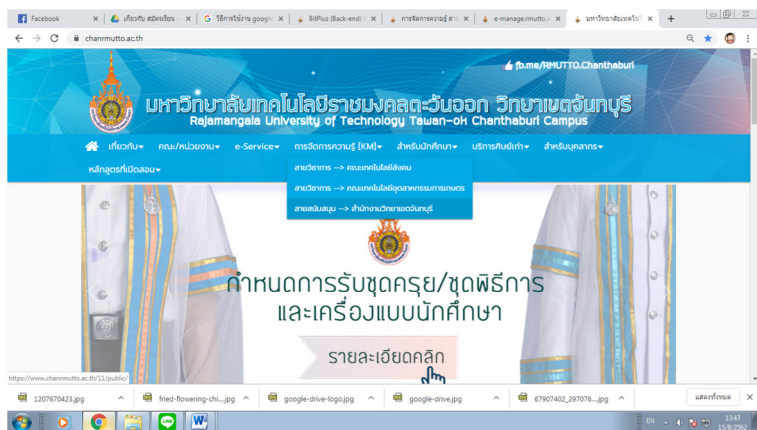 Facebook
เกี่ยวกับ สมัครเรียน -
วิธีการใช้งาน google
BitPlus (Back-end)
การจัดการความรู้ สาย
e-manage.rmutto.a
มหาวิทยาลัยเทคโนโ
chanrmutto.ac.th
fb.me/RMUTTO.Chanthaburi
มหาวิทยาลัยเทคโนโลยีราชมงคลตะวันออก วิทยาเขตจันทบุรี
Rajamangala University of Technology Tawan-ok Chanthaburi Campus
เกี่ยวกับ คณะ/หน่วยงาน e-Service การจัดการความรู้ [KM] สำหรับนักศึกษา บริการศิษย์เก่า สำหรับบุคลากร
หลักสูตรที่เปิดสอน
สายวิชาการ --> คณะเทคโนโลยีสังคม
สายวิชาการ --> คณะเทคโนโลยีอุตสาหกรรมการเกษตร
สายสนับสนุน --> สำนักงานวิทยาเขตจันทบุรี
กำหนดการรับชุดครุย/ชุดพิธีการ
และเครื่องแบบนักศึกษา
รายละเอียดคลิก
https://www.chanrmutto.ac.th/11/public/
1207670423.jpg
fried-flowering-chi....jpg
google-drive-logo.jpg
google-drive.jpg
67907402_297076...jpg
แสดงทั้งหมด
EN
13:47
15/8/2562